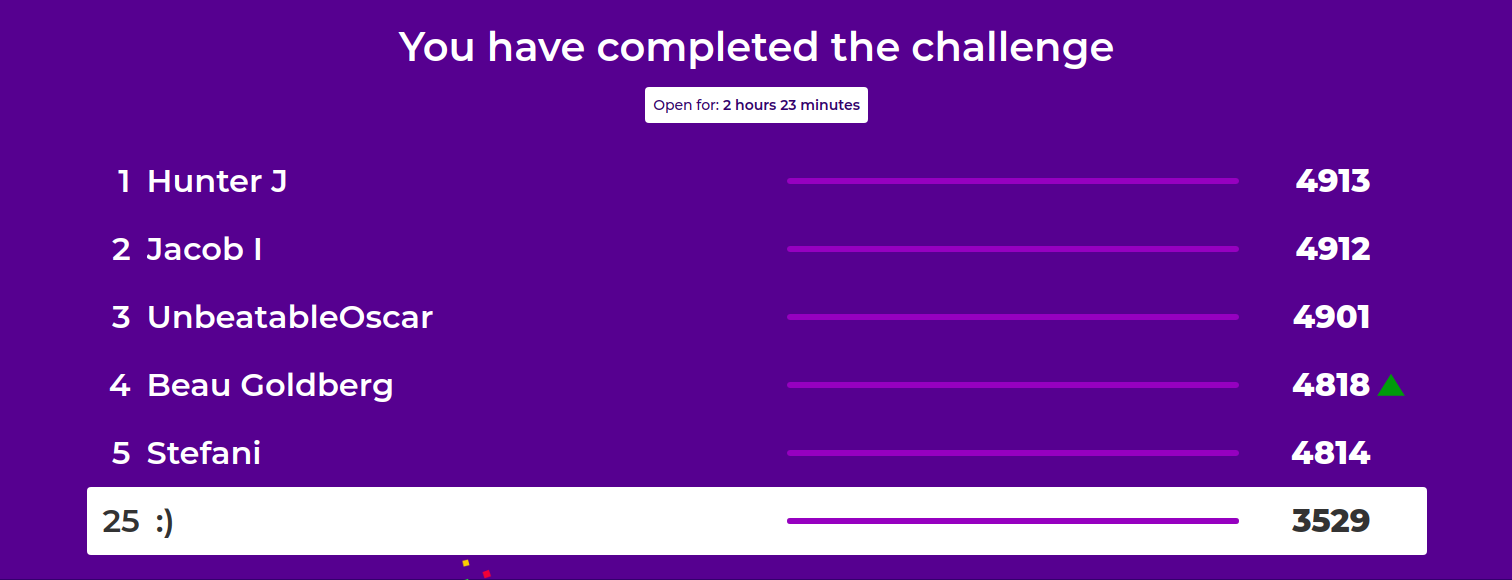 You have completed the challenge
Open for: 2 hours 23 minutes
1 Hunter J 4913
2 Jacob I 4912
3 UnbeatableOscar 4901
4 Beau Goldberg 4818
5 Stefani 4814
25 :) 3529